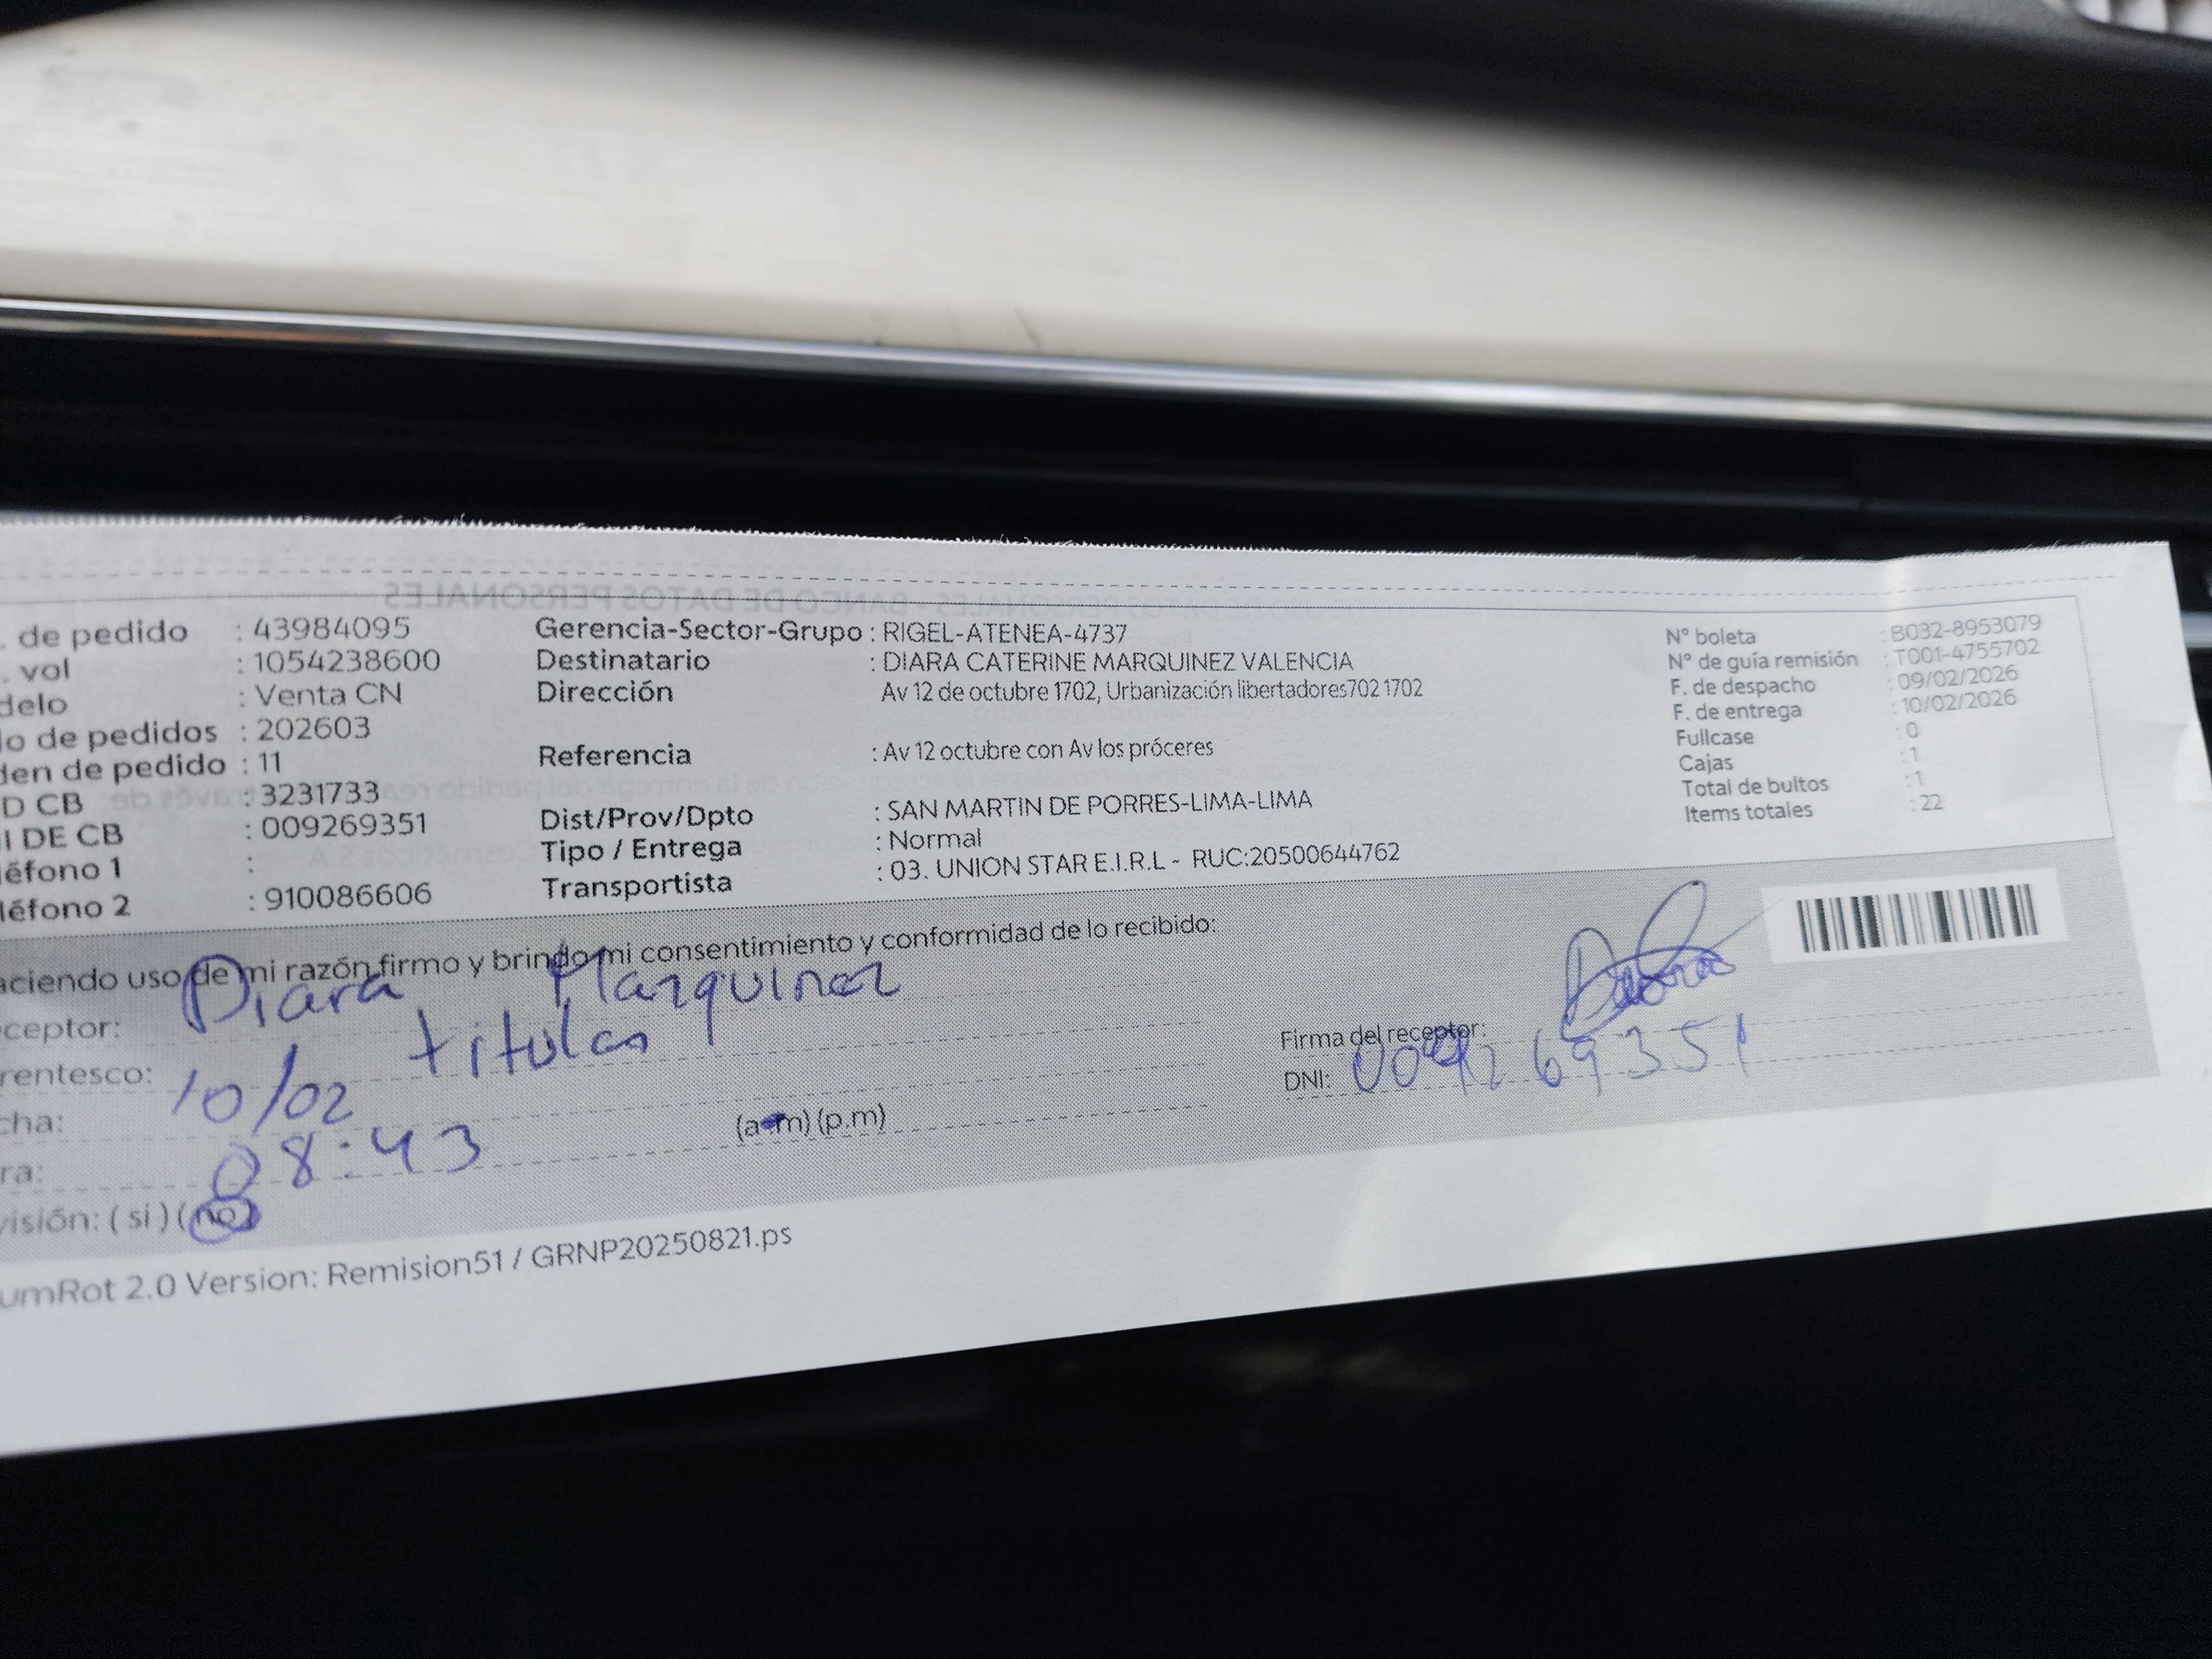 . de pedido : 43984095
. vol : 1054238600
delo : Venta CN
o de pedidos : 202603
den de pedido : 11
D CB : 3231733
I DE CB : 009269351
léfono 1 :
léfono 2 : 910086606
Gerencia-Sector-Grupo : RIGEL-ATENEA-4737
Destinatario : DIARA CATERINE MARQUINEZ VALENCIA
Dirección Av 12 de octubre 1702, Urbanización libertadores702 1702
Referencia : Av 12 octubre con Av los próceres
Dist/Prov/Dpto : SAN MARTIN DE PORRES-LIMA-LIMA
Tipo / Entrega : Normal
Transportista : 03. UNION STAR E.I.R.L - RUC:20500644762
N° boleta : B032-8953079
N° de guía remisión : T001-4755702
F. de despacho : 09/02/2026
F. de entrega : 10/02/2026
Fullcase : 0
Cajas : 1
Total de bultos : 1
Items totales : 22
aciendo uso de mi razón firmo y brindo mi consentimiento y conformidad de lo recibido:
ceptor: Diara Marquinez
rentesco: titular
cha: 10/02
ra: 08:43 (a.m) (p.m)
visión: ( si ) ( no )
Firma del receptor:
DNI: 009269351
umRot 2.0 Version: Remision51 / GRNP20250821.ps